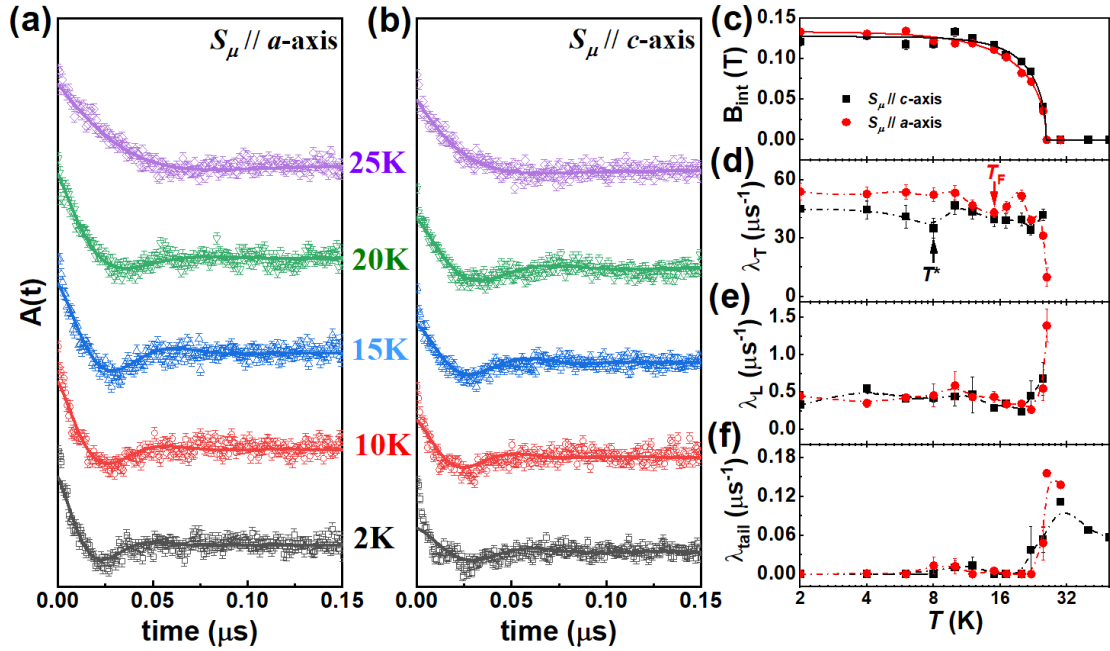 (a)
S_μ // a-axis
(b)
S_μ // c-axis
25K
20K
15K
10K
2K
A(t)
0.00 0.05 0.10 0.15
time (μs)
0.00 0.05 0.10 0.15
time (μs)
(c)
0.15
0.10
0.05
0.00
B_int (T)
S_μ // c-axis
S_μ // a-axis
(d)
60
30
0
λ_T (μs⁻¹)
T_F
T*
(e)
1.5
1.0
0.5
0.0
λ_L (μs⁻¹)
(f)
0.12
0.06
0.00
λ_tail (μs⁻¹)
2 4 8 16 32
T (K)